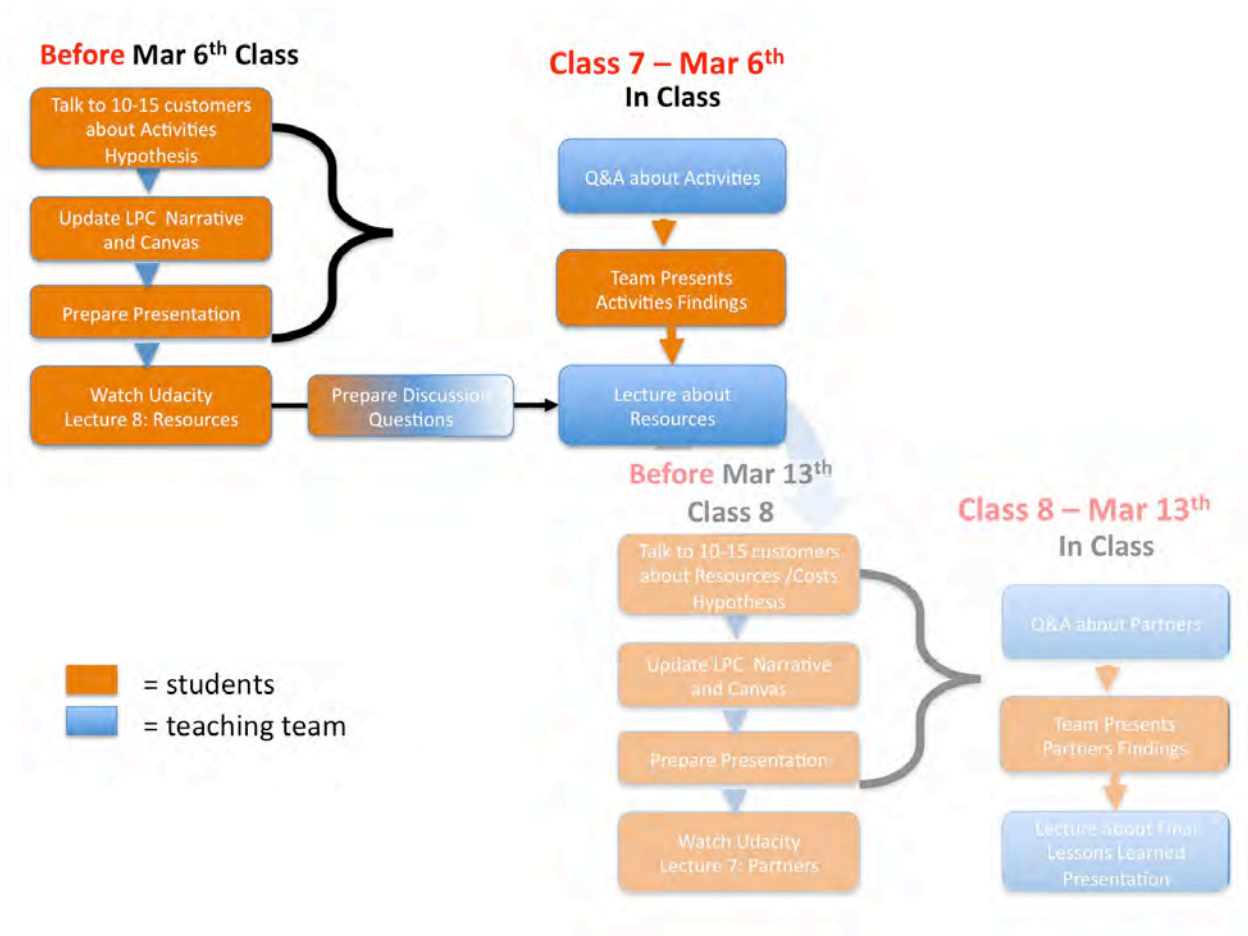 Before Mar 6th Class
Talk to 10-15 customers
about Activities
Hypothesis
Update LPC Narrative
and Canvas
Prepare Presentation
Watch Udacity
Lecture 8: Resources
Prepare Discussion
Questions
Class 7 – Mar 6th
In Class
Q&A about Activities
Team Presents
Activities Findings
Lecture about
Resources
Before Mar 13th
Class 8
Talk to 10-15 customers
about Resources /Costs
Hypothesis
Update LPC Narrative
and Canvas
Prepare Presentation
Watch Udacity
Lecture 7: Partners
Class 8 – Mar 13th
In Class
Q&A about Partners
Team Presents
Partners Findings
Lecture about Final
Lessons Learned
Presentation
= students
= teaching team